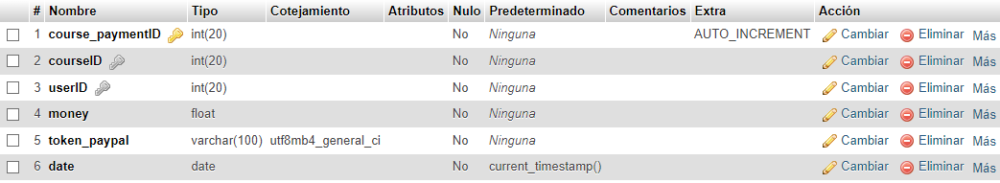 # Nombre Tipo Cotejamiento Atributos Nulo Predeterminado Comentarios Extra Acción
1 course_paymentID int(20) No Ninguna AUTO_INCREMENT Cambiar Eliminar Más
2 courseID int(20) No Ninguna Cambiar Eliminar Más
3 userID int(20) No Ninguna Cambiar Eliminar Más
4 money float No Ninguna Cambiar Eliminar Más
5 token_paypal varchar(100) utf8mb4_general_ci No Ninguna Cambiar Eliminar Más
6 date date No current_timestamp() Cambiar Eliminar Más